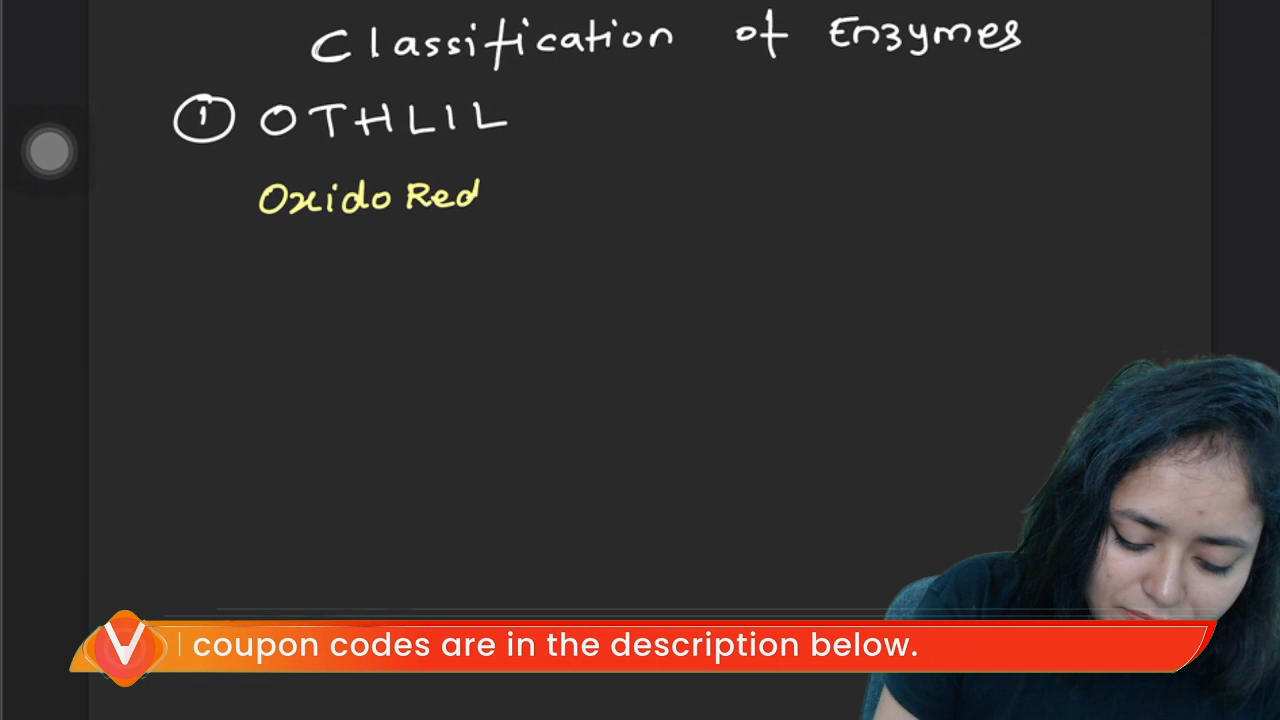 Classification of Enzymes
① OTHLIL
Oxido Red
V coupon codes are in the description below.